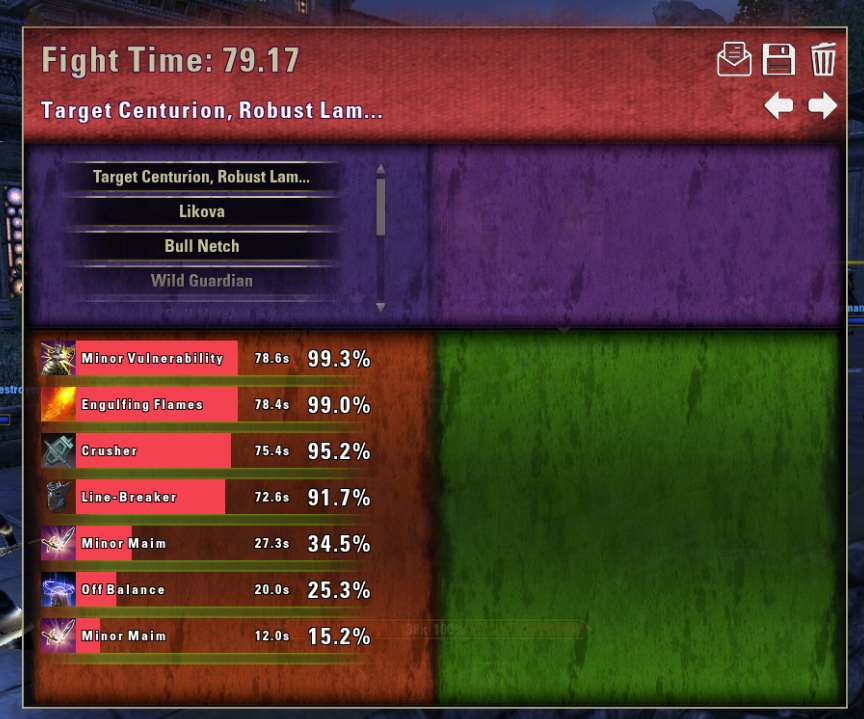 Fight Time: 79.17
Target Centurion, Robust Lam...
Target Centurion, Robust Lam...
Likova
Bull Netch
Wild Guardian
Minor Vulnerability 78.6s 99.3%
Engulfing Flames 78.4s 99.0%
Crusher 75.4s 95.2%
Line-Breaker 72.6s 91.7%
Minor Maim 27.3s 34.5%
Off Balance 20.0s 25.3%
Minor Maim 12.0s 15.2%